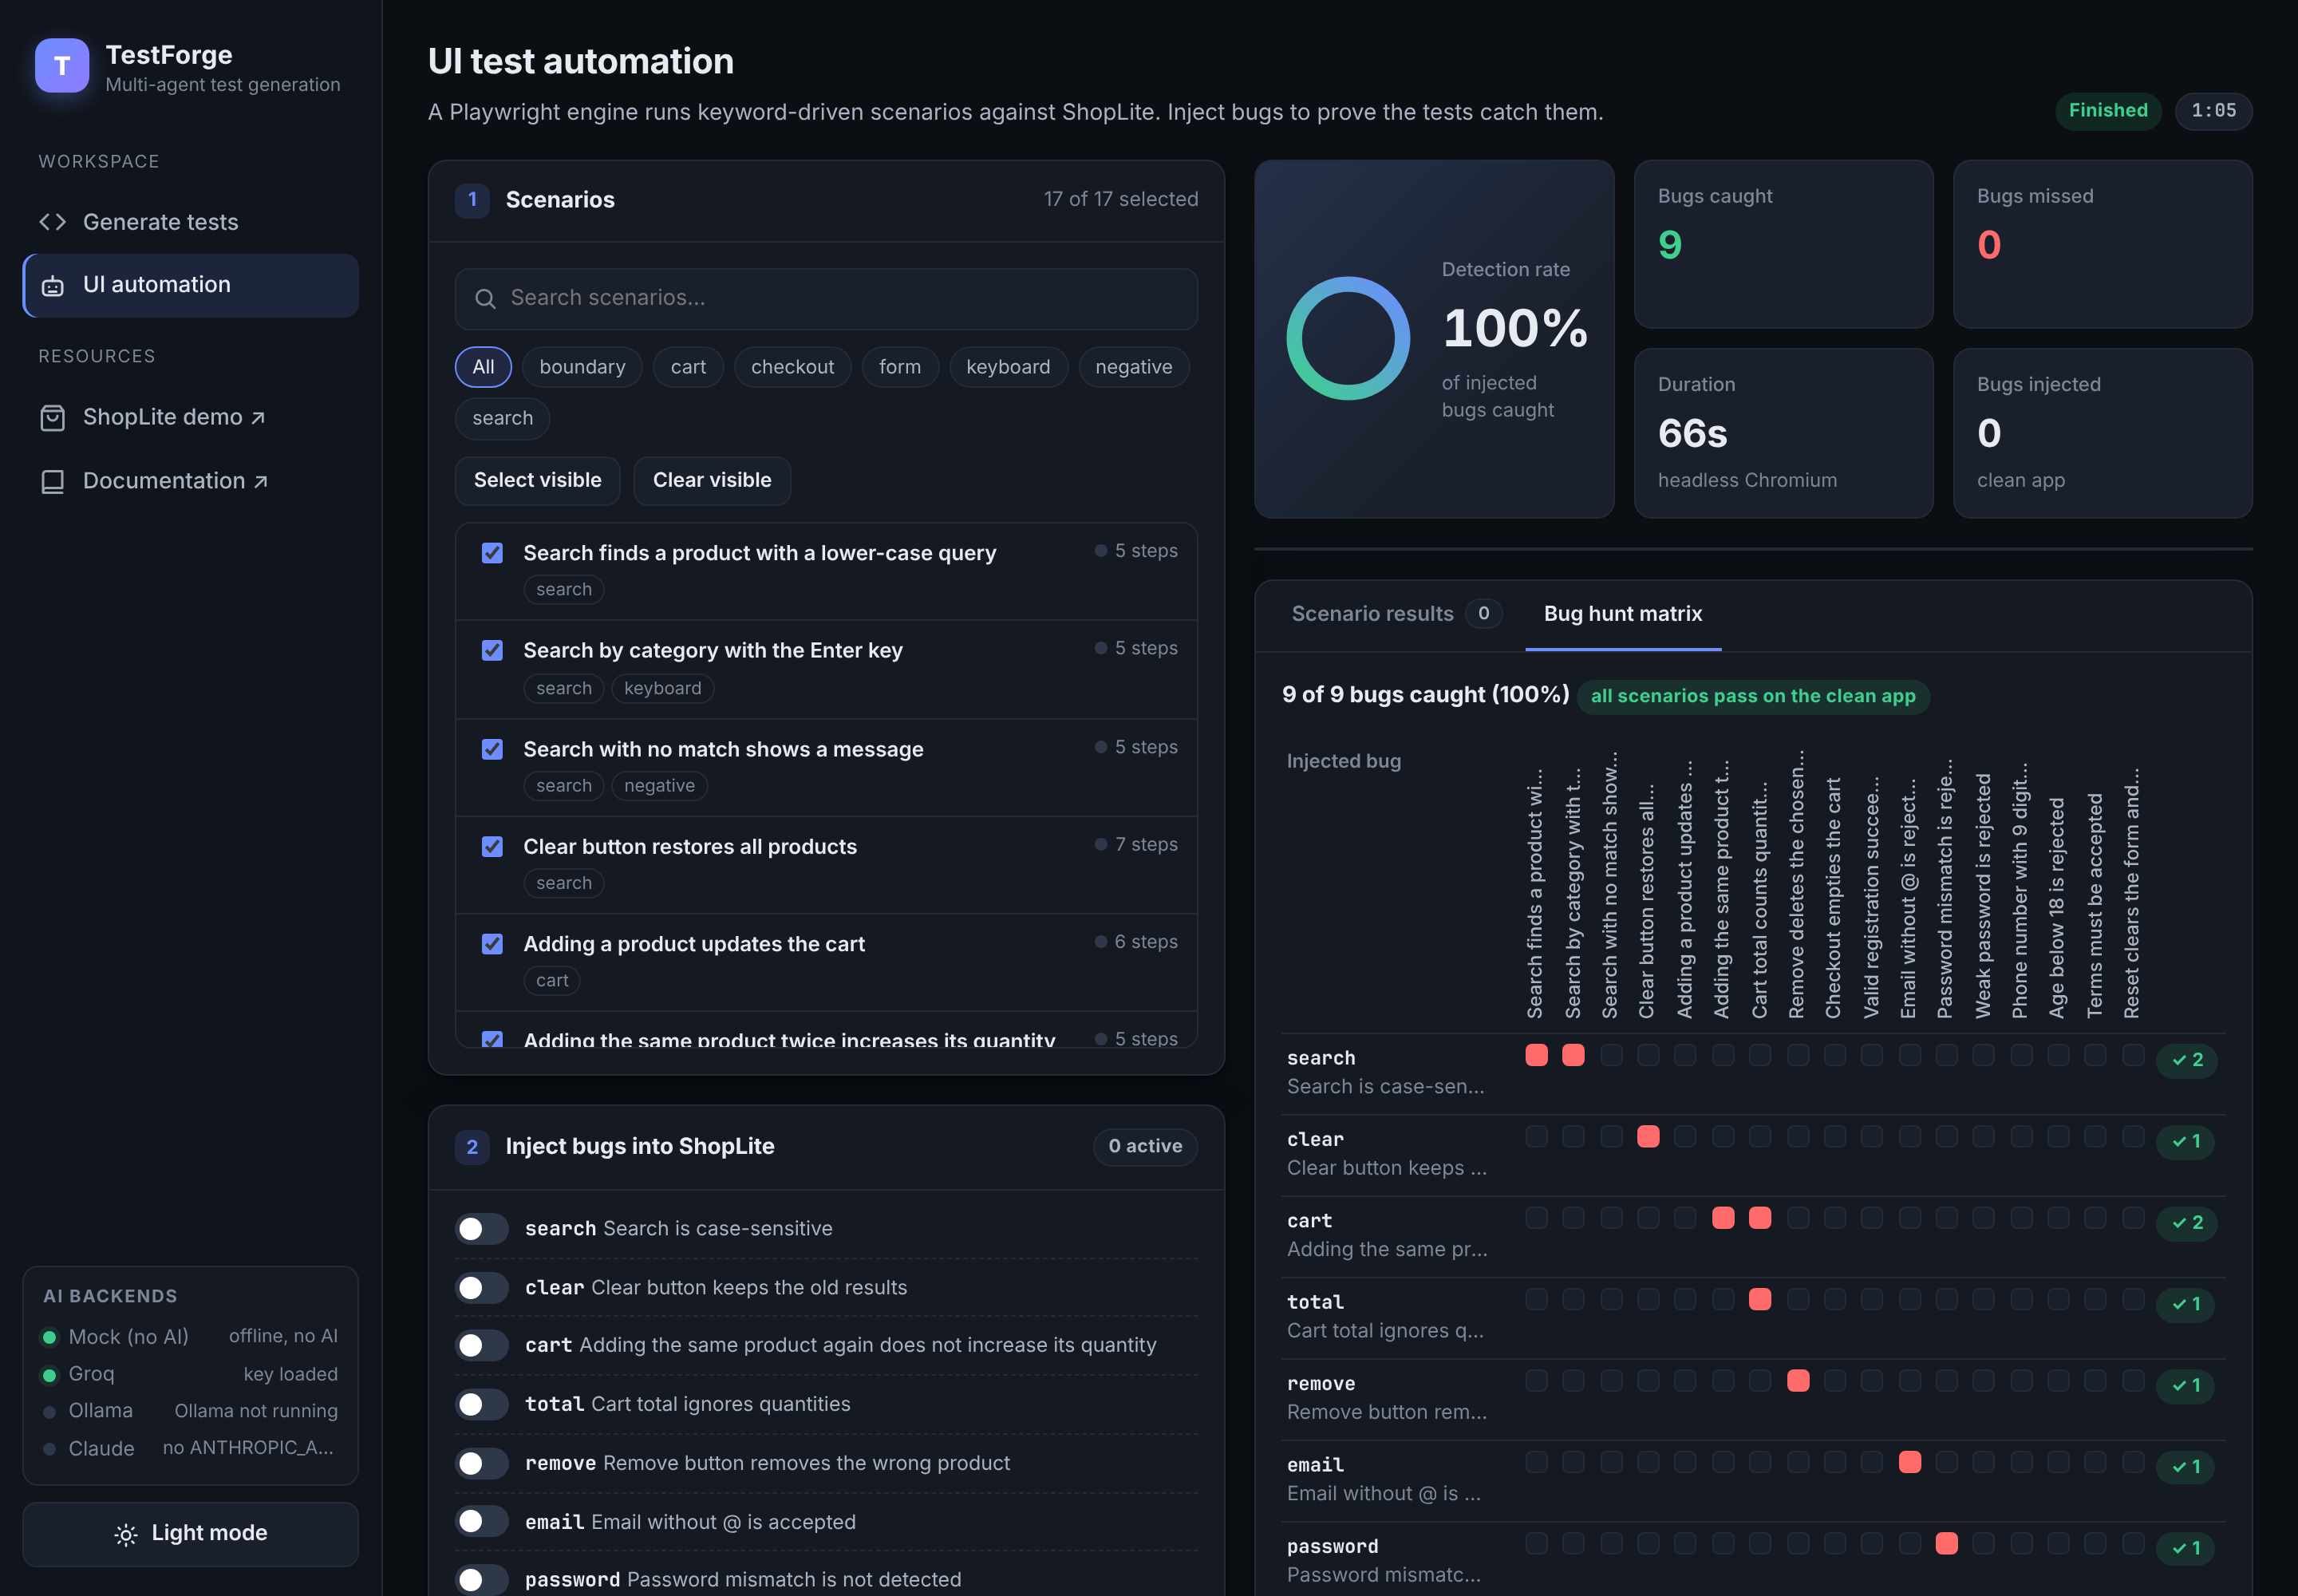 T
TestForge
Multi-agent test generation
WORKSPACE
Generate tests
UI automation
RESOURCES
ShopLite demo ↗
Documentation ↗
AI BACKENDS
Mock (no AI) offline, no AI
Groq key loaded
Ollama Ollama not running
Claude no ANTHROPIC_A...
Light mode
UI test automation
A Playwright engine runs keyword-driven scenarios against ShopLite. Inject bugs to prove the tests catch them.
Finished 1:05
1 Scenarios 17 of 17 selected
Search scenarios...
All boundary cart checkout form keyboard negative
search
Select visible Clear visible
Search finds a product with a lower-case query 5 steps
search
Search by category with the Enter key 5 steps
search keyboard
Search with no match shows a message 5 steps
search negative
Clear button restores all products 7 steps
search
Adding a product updates the cart 6 steps
cart
Adding the same product twice increases its quantity 5 steps
2 Inject bugs into ShopLite 0 active
search Search is case-sensitive
clear Clear button keeps the old results
cart Adding the same product again does not increase its quantity
total Cart total ignores quantities
remove Remove button removes the wrong product
email Email without @ is accepted
password Password mismatch is not detected
Detection rate
100%
of injected
bugs caught
Bugs caught
9
Bugs missed
0
Duration
66s
headless Chromium
Bugs injected
0
clean app
Scenario results 0 Bug hunt matrix
9 of 9 bugs caught (100%) all scenarios pass on the clean app
Injected bug
Search finds a product wi...
Search by category with t...
Search with no match show...
Clear button restores all...
Adding a product updates ...
Adding the same product t...
Cart total counts quantit...
Remove deletes the chosen...
Checkout empties the cart
Valid registration succee...
Email without @ is reject...
Password mismatch is reje...
Weak password is rejected
Phone number with 9 digit...
Age below 18 is rejected
Terms must be accepted
Reset clears the form and...
search ✓ 2
Search is case-sen...
clear ✓ 1
Clear button keeps ...
cart ✓ 2
Adding the same pr...
total ✓ 1
Cart total ignores q...
remove ✓ 1
Remove button rem...
email ✓ 1
Email without @ is ...
password ✓ 1
Password mismatc...